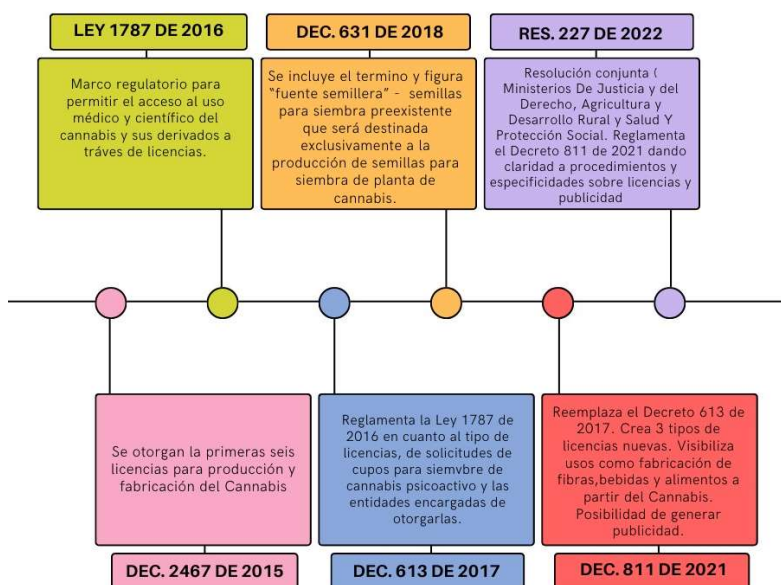 LEY 1787 DE 2016
Marco regulatorio para
permitir el acceso al uso
médico y científico del
cannabis y sus derivados a
tráves de licencias.
DEC. 631 DE 2018
Se incluye el termino y figura
“fuente semillera” - semillas
para siembra preexistente
que será destinada
exclusivamente a la
producción de semillas para
siembra de planta de
cannabis.
RES. 227 DE 2022
Resolución conjunta (
Ministerios De Justicia y del
Derecho, Agricultura y
Desarrollo Rural y Salud Y
Protección Social. Reglamenta
el Decreto 811 de 2021 dando
claridad a procedimientos y
especificidades sobre licencias y
publicidad
Se otorgan la primeras seis
licencias para producción y
fabricación del Cannabis
DEC. 2467 DE 2015
Reglamenta la Ley 1787 de
2016 en cuanto al tipo de
licencias, de solicitudes de
cupos para siemvbre de
cannabis psicoactivo y las
entidades encargadas de
otorgarlas.
DEC. 613 DE 2017
Reemplaza el Decreto 613 de
2017. Crea 3 tipos de
licencias nuevas. Visibiliza
usos como fabricación de
fibras,bebidas y alimentos a
partir del Cannabis.
Posibilidad de generar
publicidad.
DEC. 811 DE 2021